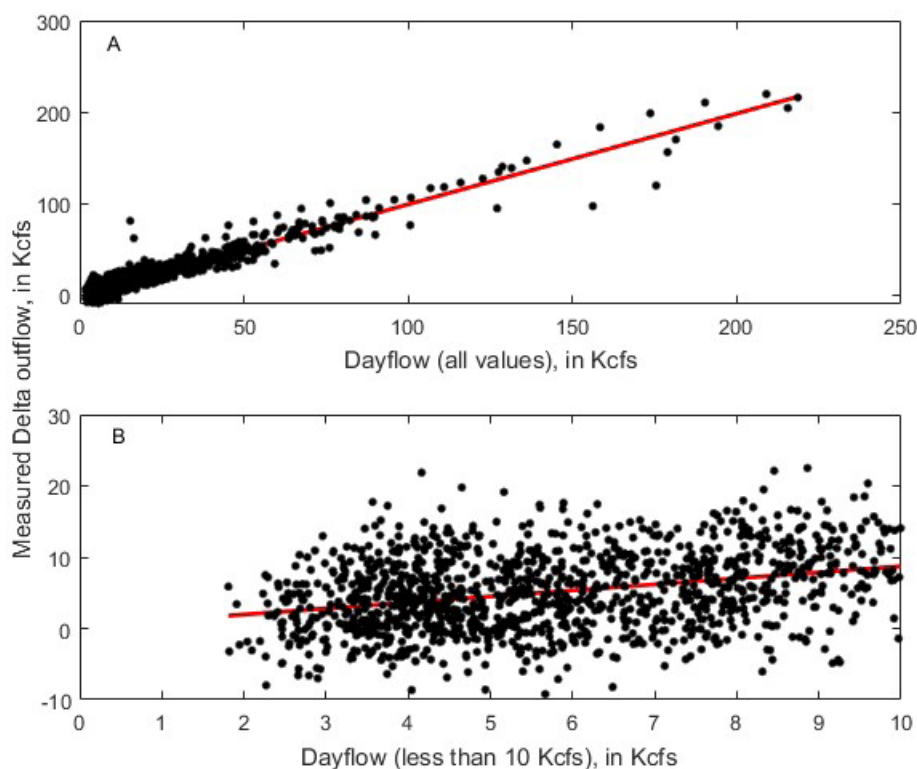 A
300
200
100
0
0 50 100 150 200 250
Dayflow (all values), in Kcfs
Measured Delta outflow, in Kcfs
B
30
20
10
0
-10
0 1 2 3 4 5 6 7 8 9 10
Dayflow (less than 10 Kcfs), in Kcfs